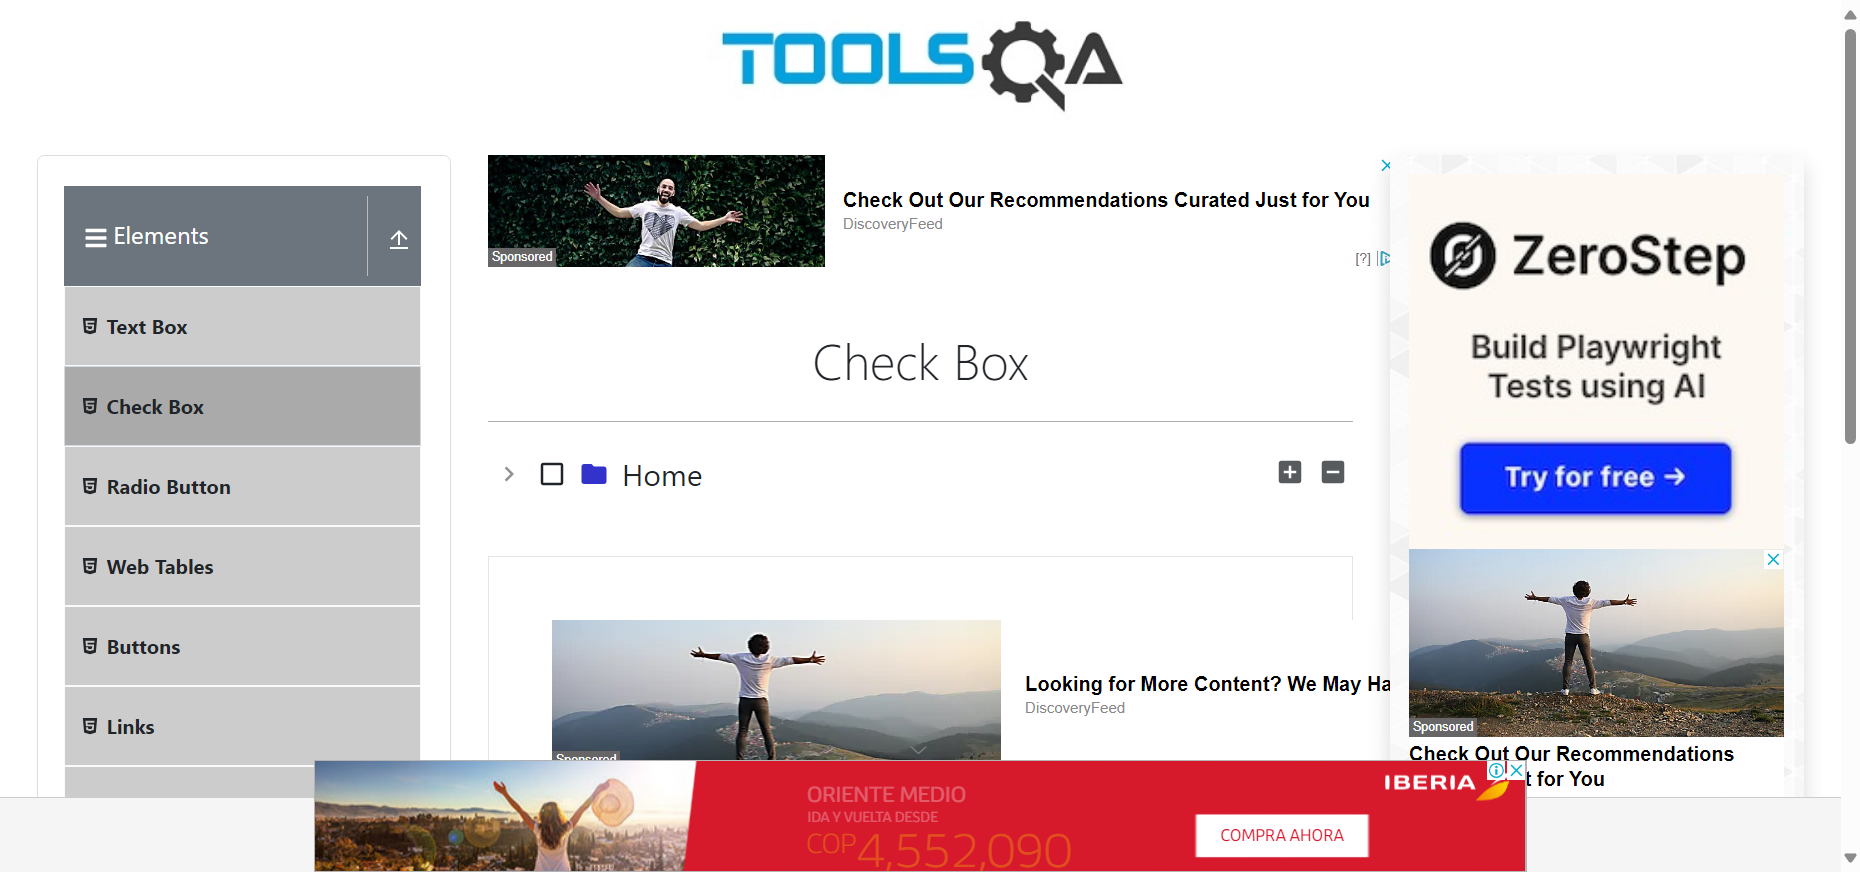 TOOLSQA
Elements
Text Box
Check Box
Radio Button
Web Tables
Buttons
Links
Sponsored
Check Out Our Recommendations Curated Just for You
DiscoveryFeed
[?]
Check Box
Home
Sponsored
Looking for More Content? We May Ha
DiscoveryFeed
ZeroStep
Build Playwright
Tests using AI
Try for free →
Sponsored
Check Out Our Recommendations
t for You
ORIENTE MEDIO
IDA Y VUELTA DESDE
COP4,552,090
COMPRA AHORA
IBERIA